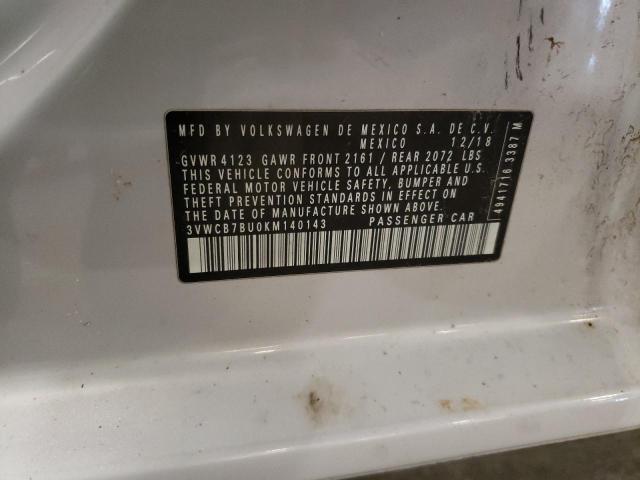 MFD BY VOLKSWAGEN DE MEXICO S.A. DE C.V.
MEXICO 12/18
GVWR 4123 GAWR FRONT 2161 / REAR 2072 LBS
THIS VEHICLE CONFORMS TO ALL APPLICABLE U.S.
FEDERAL MOTOR VEHICLE SAFETY, BUMPER AND
THEFT PREVENTION STANDARDS IN EFFECT ON
THE DATE OF MANUFACTURE SHOWN ABOVE.
3VWCB7BU0KM140143 PASSENGER CAR
4941716 3387 M